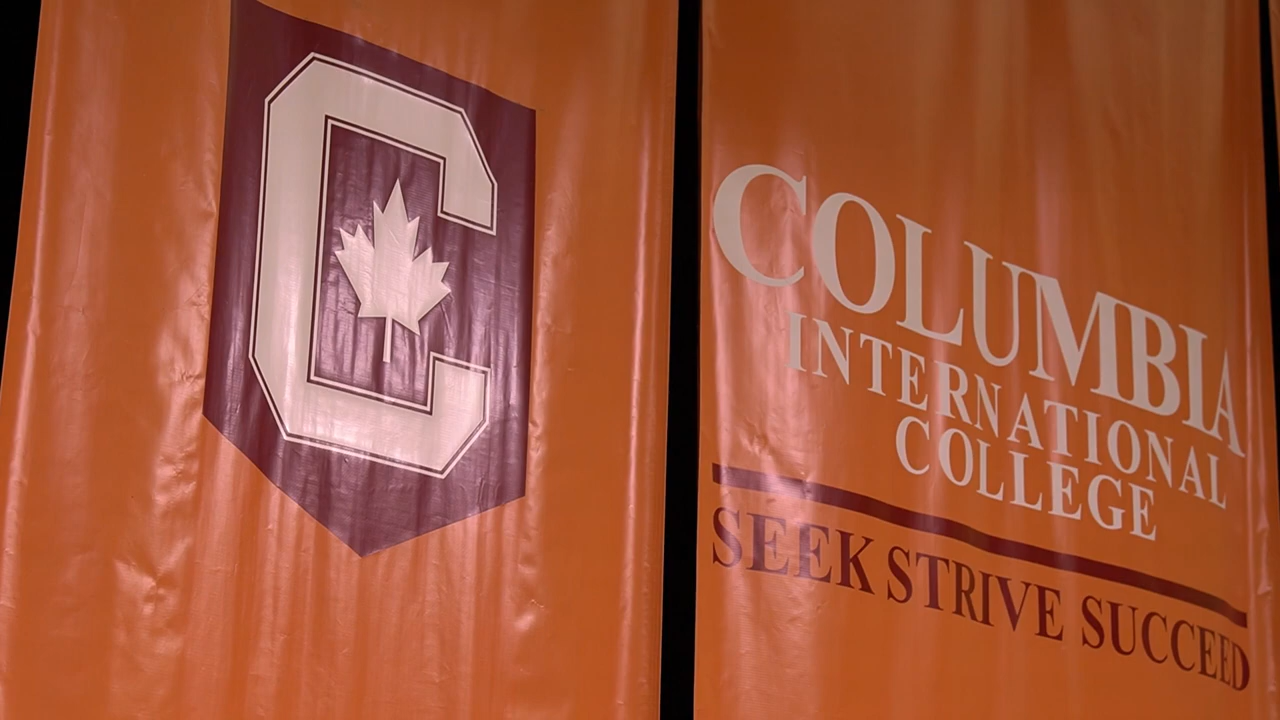 C
COLUMBIA
INTERNATIONAL
COLLEGE
SEEK STRIVE SUCCEED